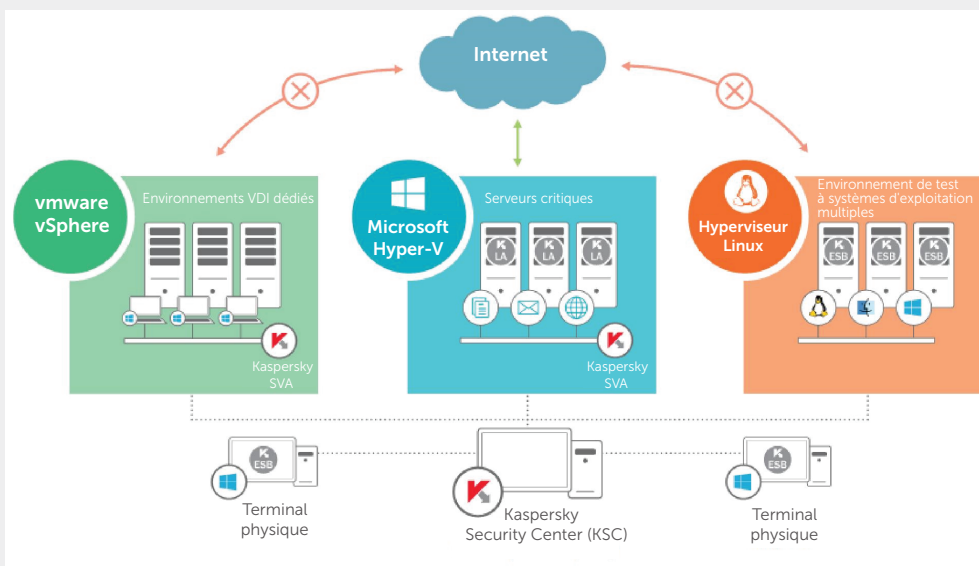 Internet
vmware
vSphere
Environnements VDI dédiés
Kaspersky
SVA
Microsoft
Hyper-V
Serveurs critiques
K
LA
K
LA
K
LA
Kaspersky
SVA
Hyperviseur
Linux
Environnement de test
à systèmes d'exploitation
multiples
K
ESB
K
ESB
K
ESB
K
ESB
Terminal
physique
Kaspersky
Security Center (KSC)
K
ESB
Terminal
physique